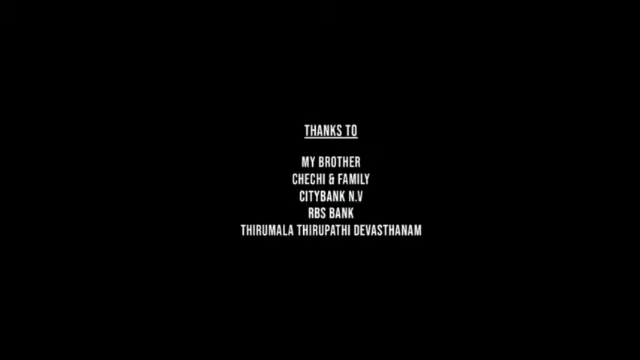 THANKS TO
MY BROTHER
CHECHI & FAMILY
CITYBANK N.V
RBS BANK
THIRUMALA THIRUPATHI DEVASTHANAM